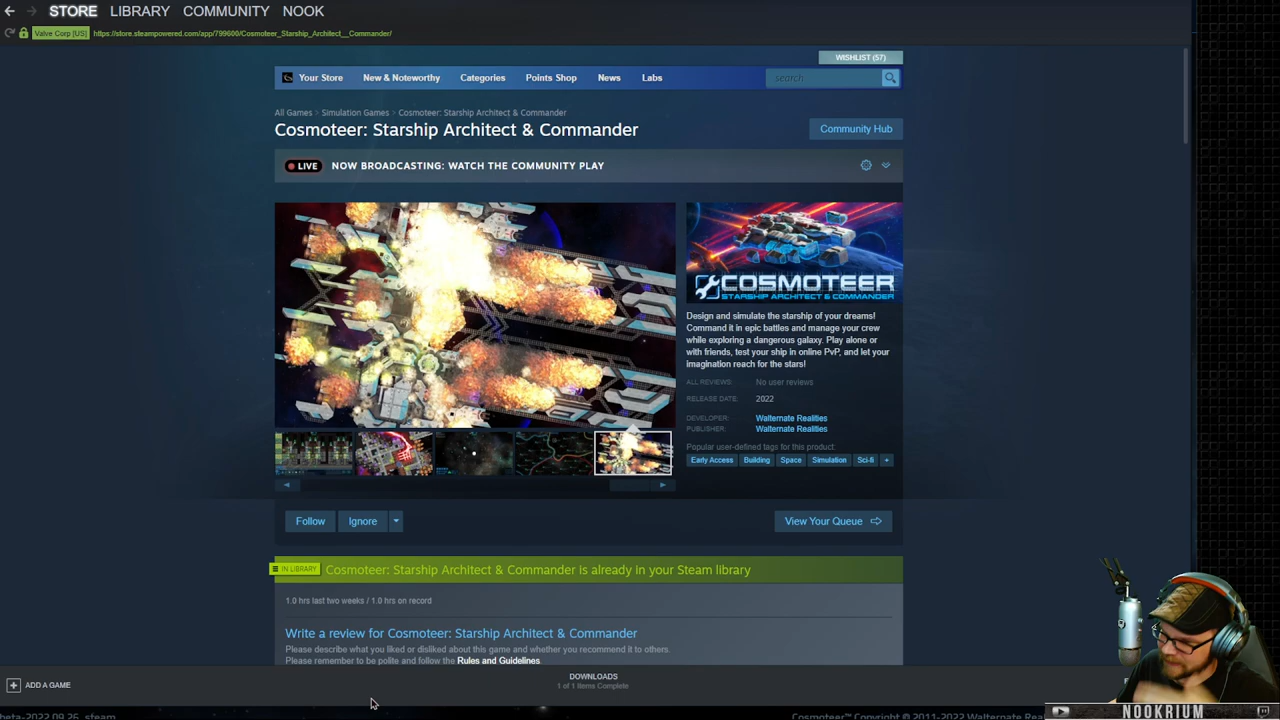 STORE LIBRARY COMMUNITY NOOK
Valve Corp [US] https://store.steampowered.com/app/799600/Cosmoteer_Starship_Architect__Commander/
WISHLIST (57)
Your Store New & Noteworthy Categories Points Shop News Labs search
All Games > Simulation Games > Cosmoteer: Starship Architect & Commander
Cosmoteer: Starship Architect & Commander
Community Hub
LIVE NOW BROADCASTING: WATCH THE COMMUNITY PLAY
COSMOTEER
STARSHIP ARCHITECT & COMMANDER
Design and simulate the starship of your dreams!
Command it in epic battles and manage your crew
while exploring a dangerous galaxy. Play alone or
with friends, test your ship in online PvP, and let your
imagination reach for the stars!
ALL REVIEWS: No user reviews
RELEASE DATE: 2022
DEVELOPER: Walternate Realities
PUBLISHER: Walternate Realities
Popular user-defined tags for this product:
Early Access Building Space Simulation Sci-fi +
Follow Ignore View Your Queue
IN LIBRARY Cosmoteer: Starship Architect & Commander is already in your Steam library
1.0 hrs last two weeks / 1.0 hrs on record
Write a review for Cosmoteer: Starship Architect & Commander
Please describe what you liked or disliked about this game and whether you recommend it to others.
Please remember to be polite and follow the Rules and Guidelines.
ADD A GAME
DOWNLOADS
1 of 1 Items Complete
beta-2022.09.26_steam
Cosmoteer™ Copyright © 2011-2022 Walternate
NOOKRIUM